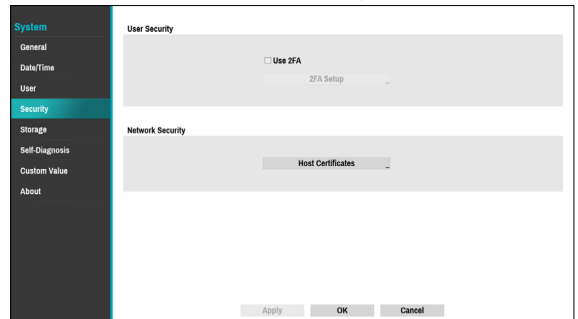 System
General
Date/Time
User
Security
Storage
Self-Diagnosis
Custom Value
About
User Security
Use 2FA
2FA Setup ...
Network Security
Host Certificates ...
Apply OK Cancel